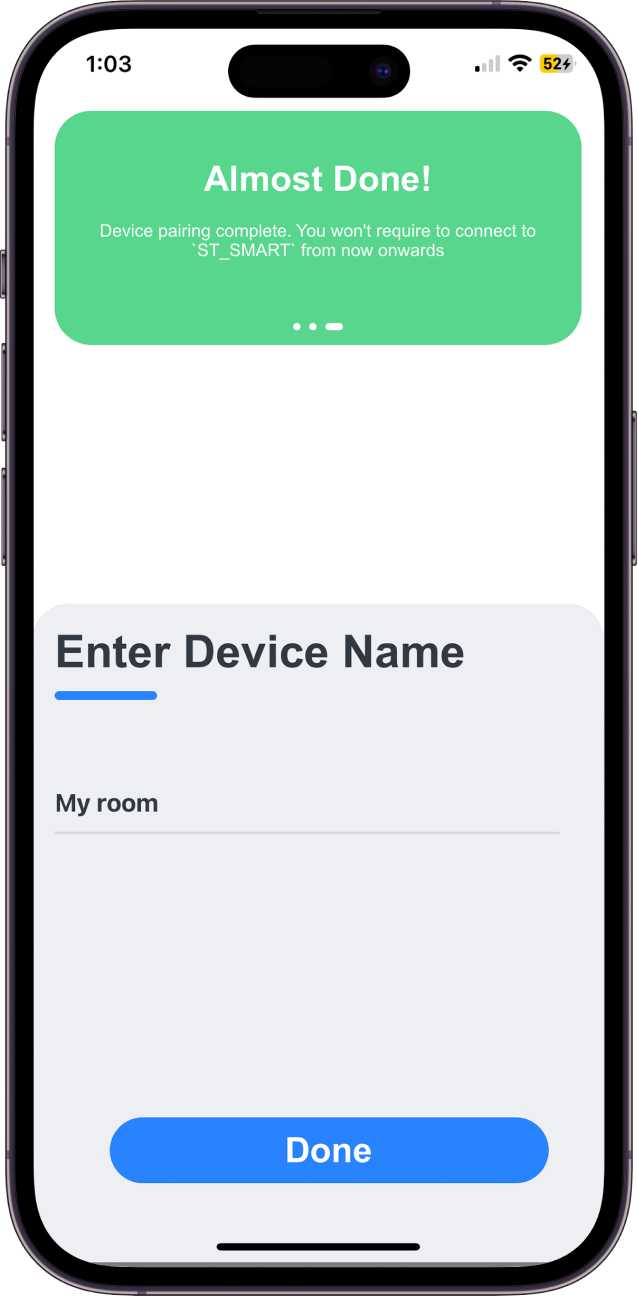 1:03
52
Almost Done!
Device pairing complete. You won't require to connect to
`ST_SMART` from now onwards
Enter Device Name
My room
Done